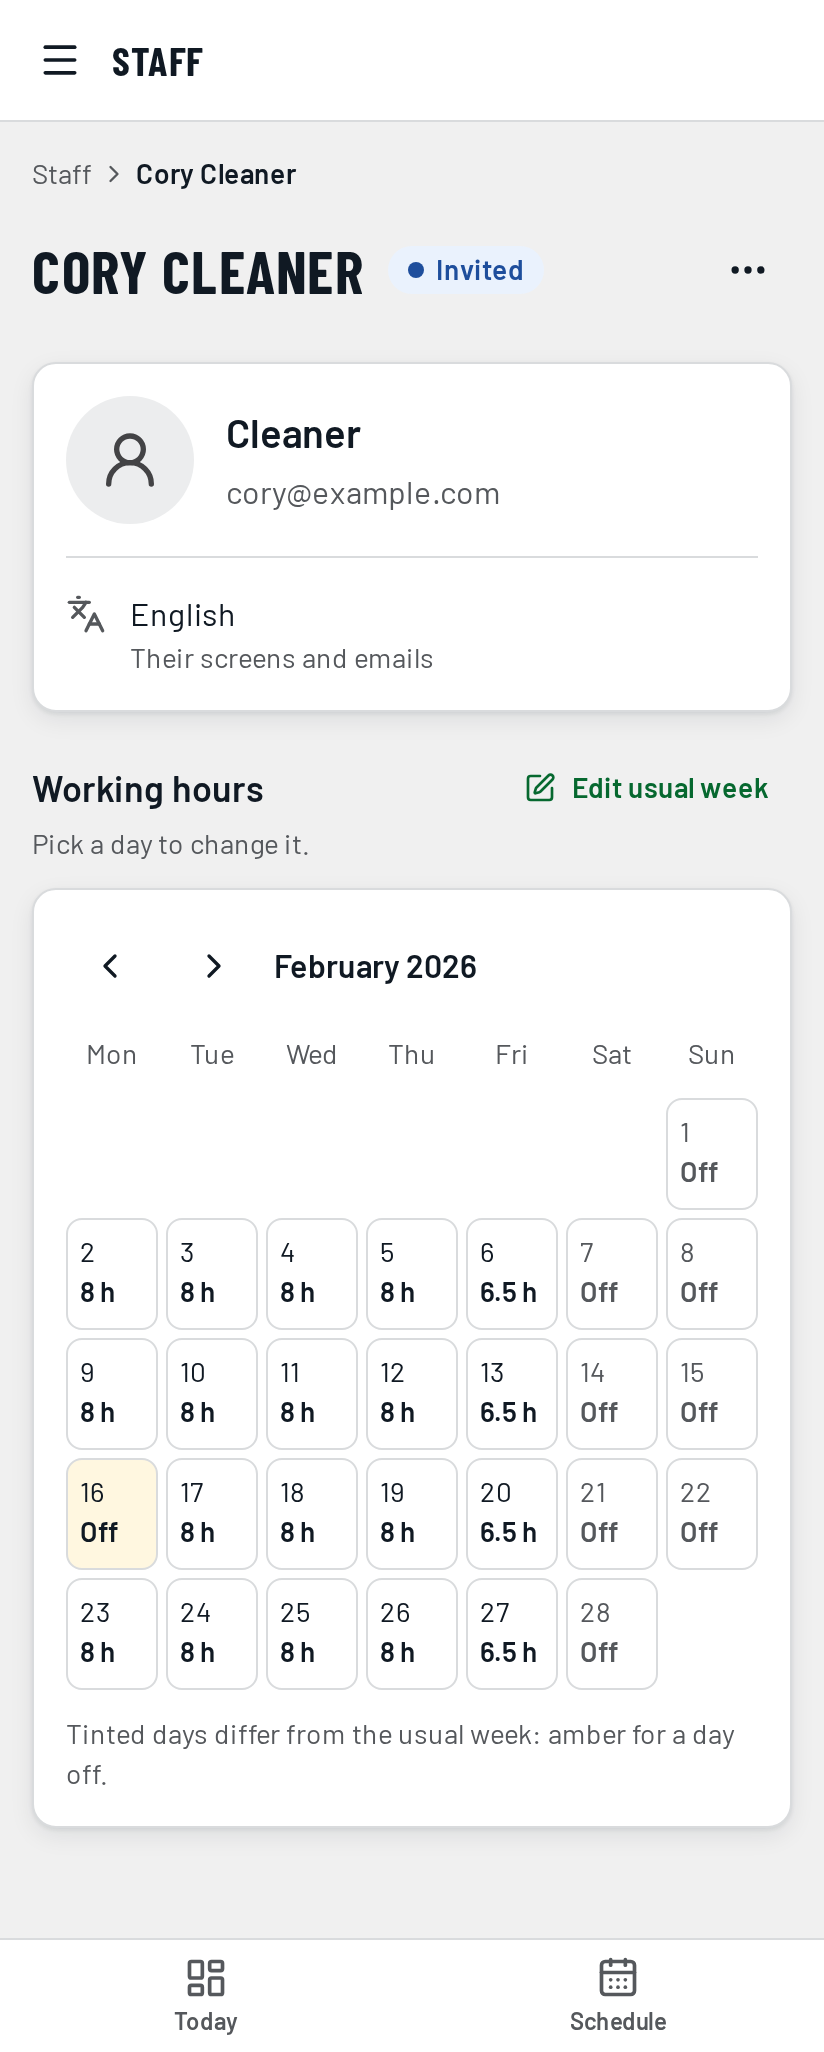 STAFF
Staff > Cory Cleaner
CORY CLEANER
Invited
Cleaner
cory@example.com
English
Their screens and emails
Working hours
Edit usual week
Pick a day to change it.
February 2026
Mon Tue Wed Thu Fri Sat Sun
1
Off
2 3 4 5 6 7 8
8 h 8 h 8 h 8 h 6.5 h Off Off
9 10 11 12 13 14 15
8 h 8 h 8 h 8 h 6.5 h Off Off
16 17 18 19 20 21 22
Off 8 h 8 h 8 h 6.5 h Off Off
23 24 25 26 27 28
8 h 8 h 8 h 8 h 6.5 h Off
Tinted days differ from the usual week: amber for a day
off.
Today Schedule